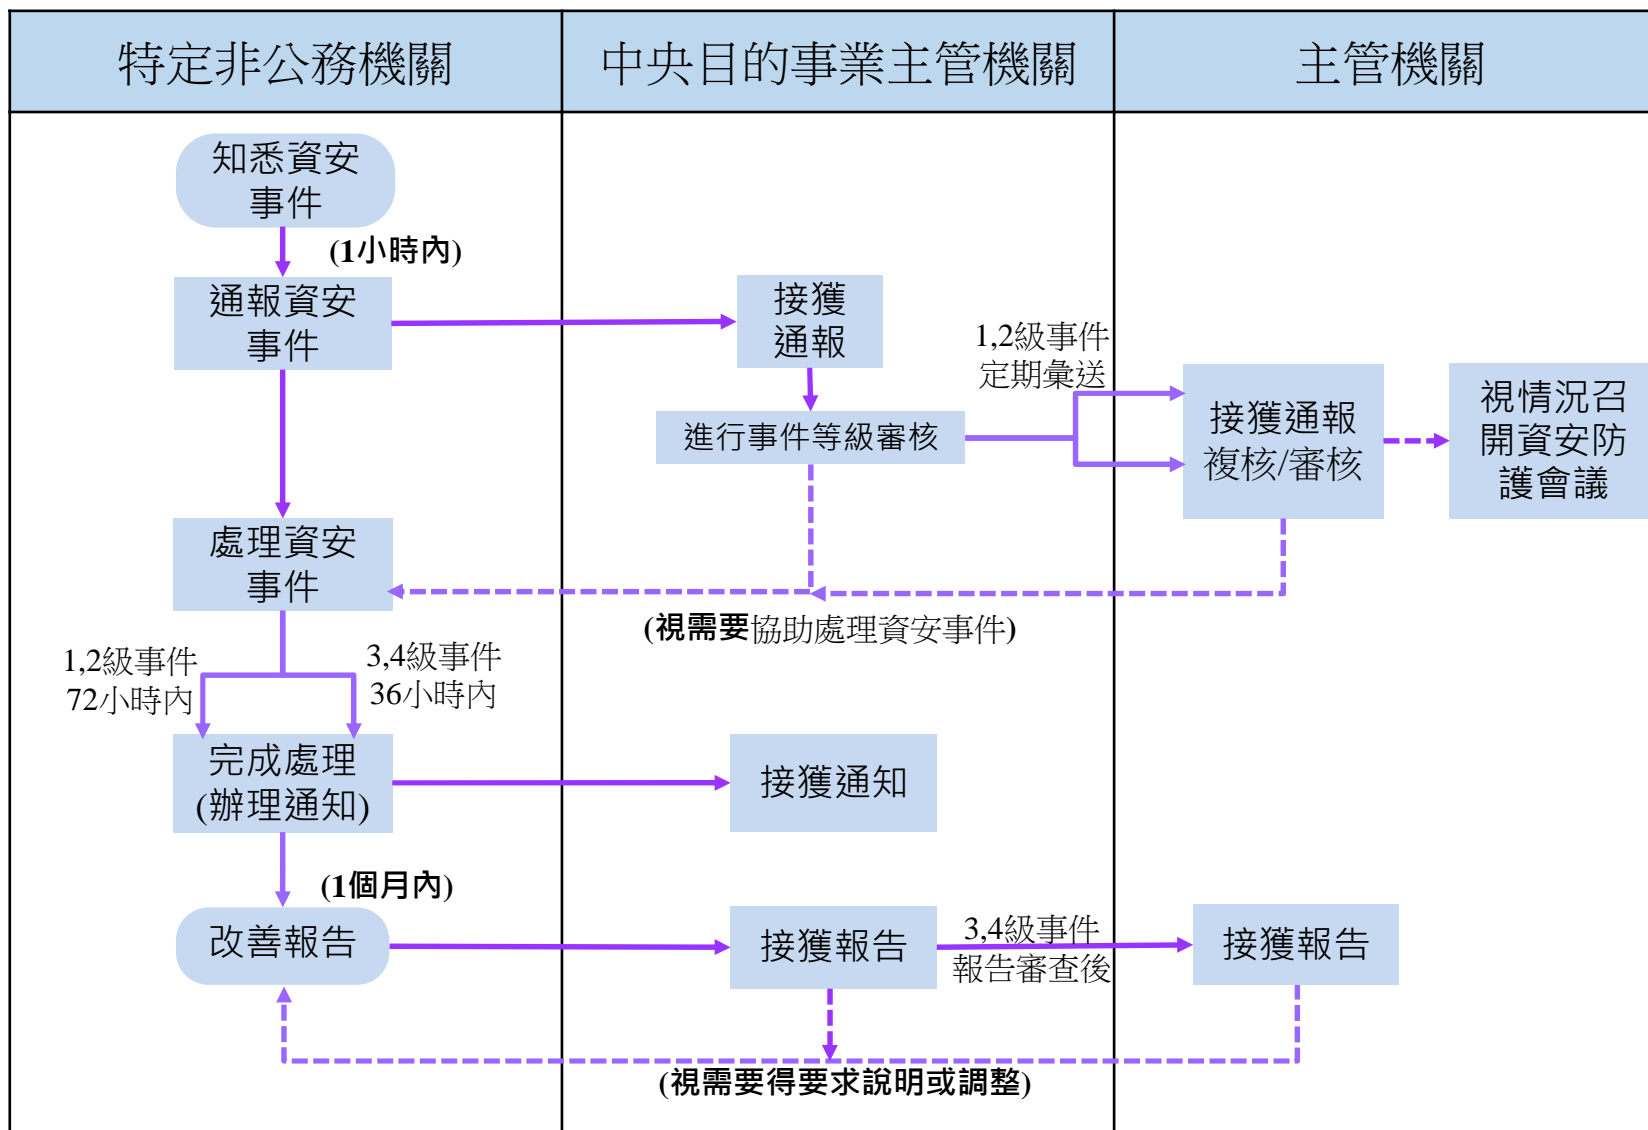 特定非公務機關
中央目的事業主管機關
主管機關
知悉資安
事件
(1小時內)
通報資安
事件
接獲
通報
1,2級事件
定期彙送
進行事件等級審核
接獲通報
複核/審核
視情況召
開資安防
護會議
處理資安
事件
(視需要協助處理資安事件)
1,2級事件
72小時內
3,4級事件
36小時內
完成處理
(辦理通知)
接獲通知
(1個月內)
改善報告
接獲報告
3,4級事件
報告審查後
接獲報告
(視需要得要求說明或調整)